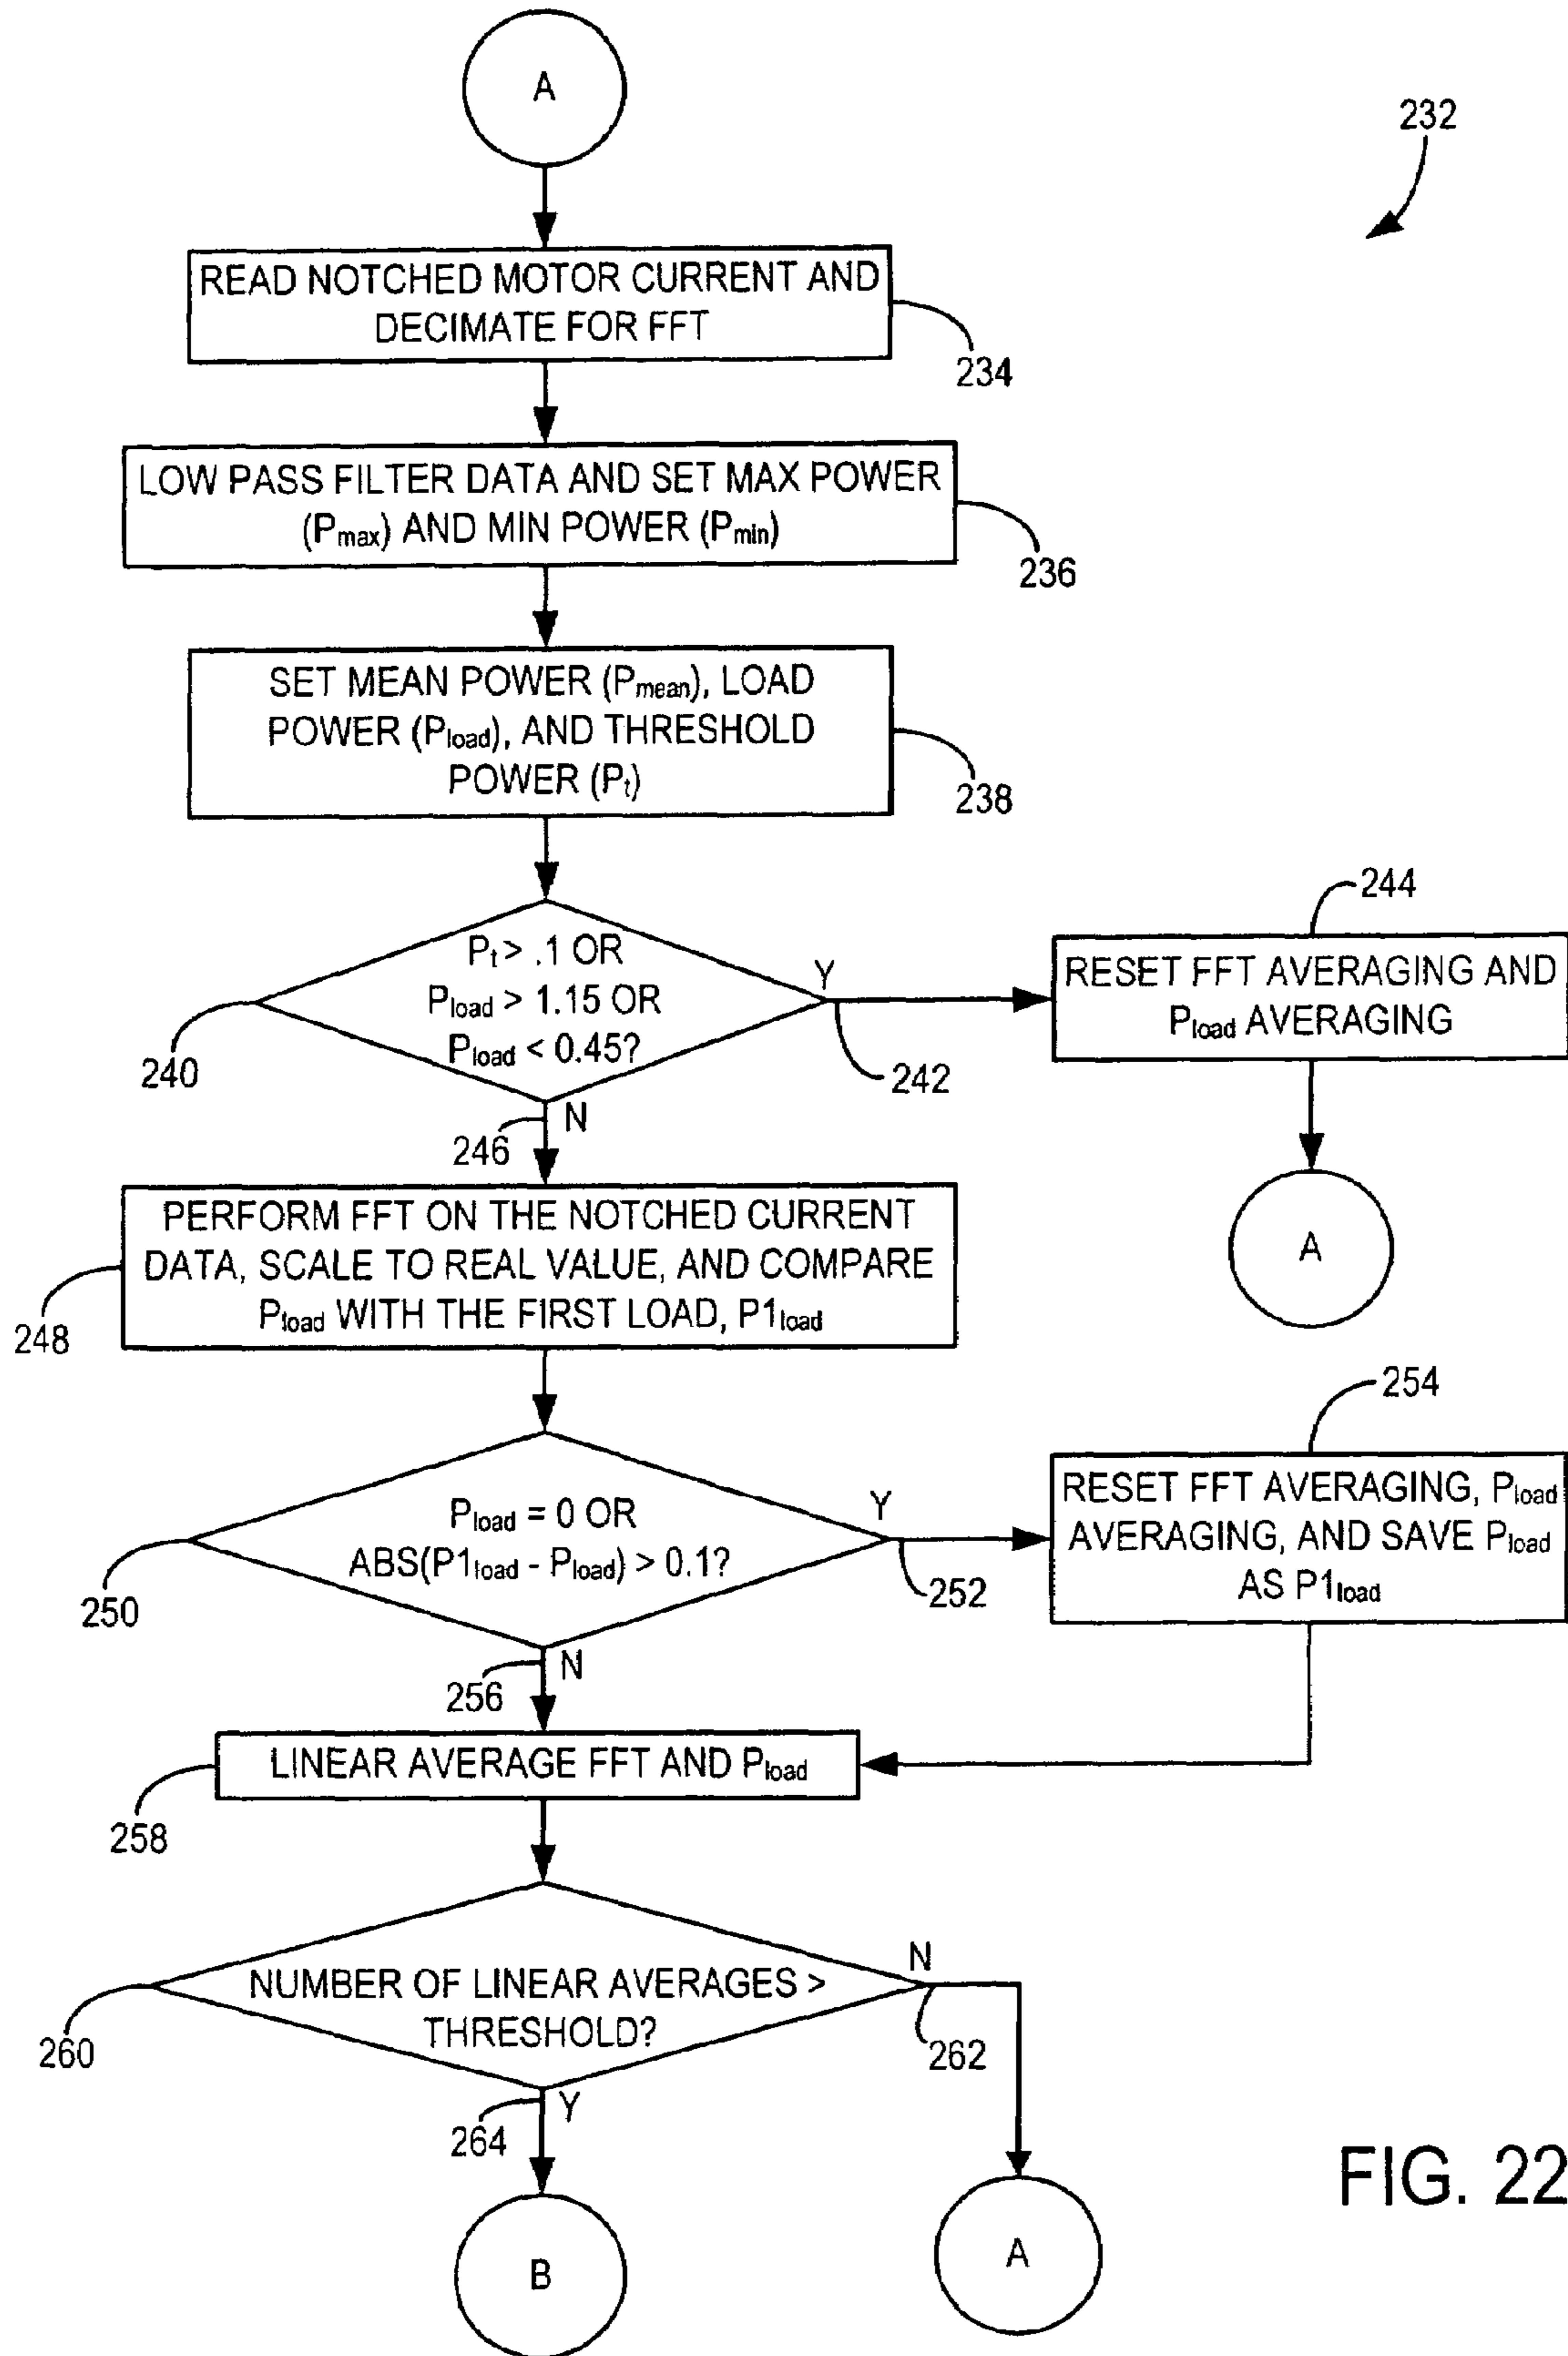 A
232
READ NOTCHED MOTOR CURRENT AND
DECIMATE FOR FFT
234
LOW PASS FILTER DATA AND SET MAX POWER
(Pmax) AND MIN POWER (Pmin)
236
SET MEAN POWER (Pmean), LOAD
POWER (Pload), AND THRESHOLD
POWER (Pt)
238
Pt > .1 OR
Pload > 1.15 OR
Pload < 0.45?
240
Y
242
244
RESET FFT AVERAGING AND
Pload AVERAGING
A
246
N
PERFORM FFT ON THE NOTCHED CURRENT
DATA, SCALE TO REAL VALUE, AND COMPARE
Pload WITH THE FIRST LOAD, P1load
248
Pload = 0 OR
ABS(P1load - Pload) > 0.1?
250
Y
252
254
RESET FFT AVERAGING, Pload
AVERAGING, AND SAVE Pload
AS P1load
256
N
LINEAR AVERAGE FFT AND Pload
258
NUMBER OF LINEAR AVERAGES >
THRESHOLD?
260
N
262
264
Y
B
A
FIG. 22